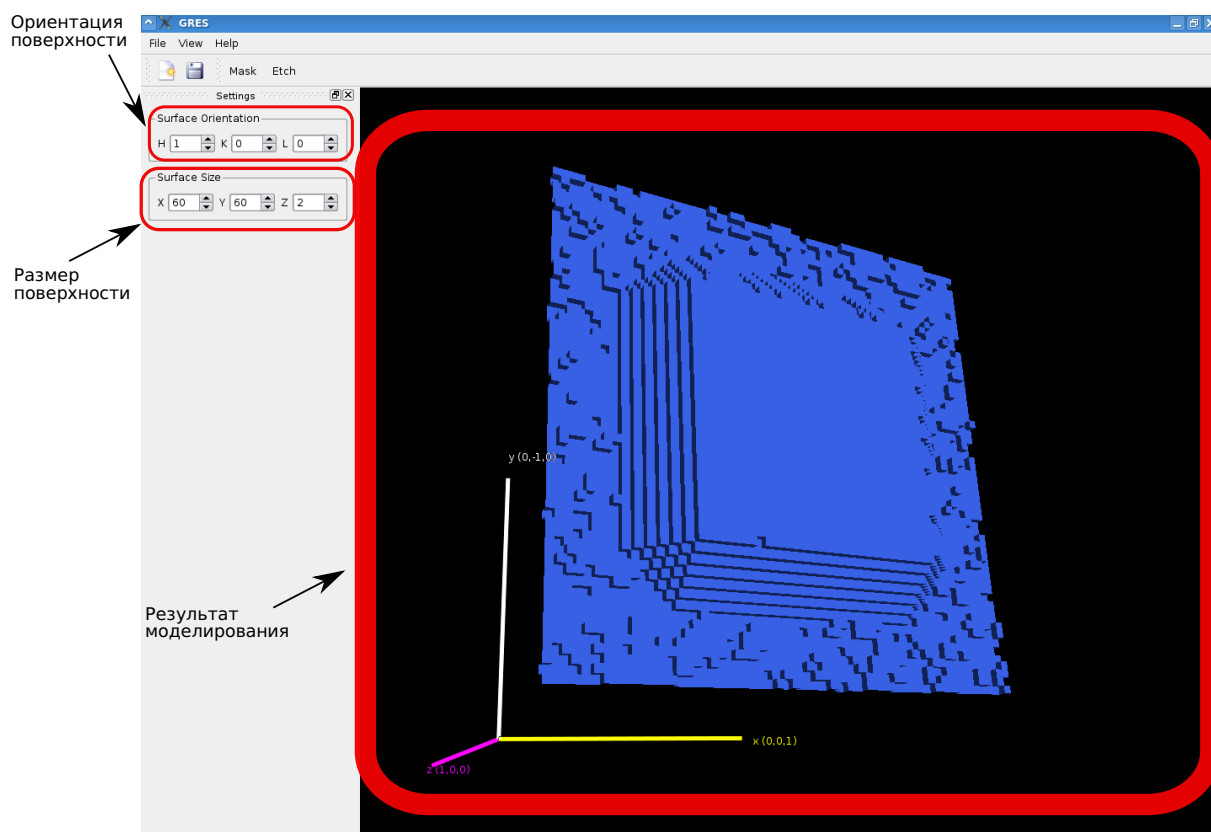 Ориентация
поверхности
GRES
File View Help
Mask Etch
Settings
Surface Orientation
H 1 K 0 L 0
Surface Size
X 60 Y 60 Z 2
Размер
поверхности
y (0,-1,0)
Результат
моделирования
x (0,0,1)
z (1,0,0)